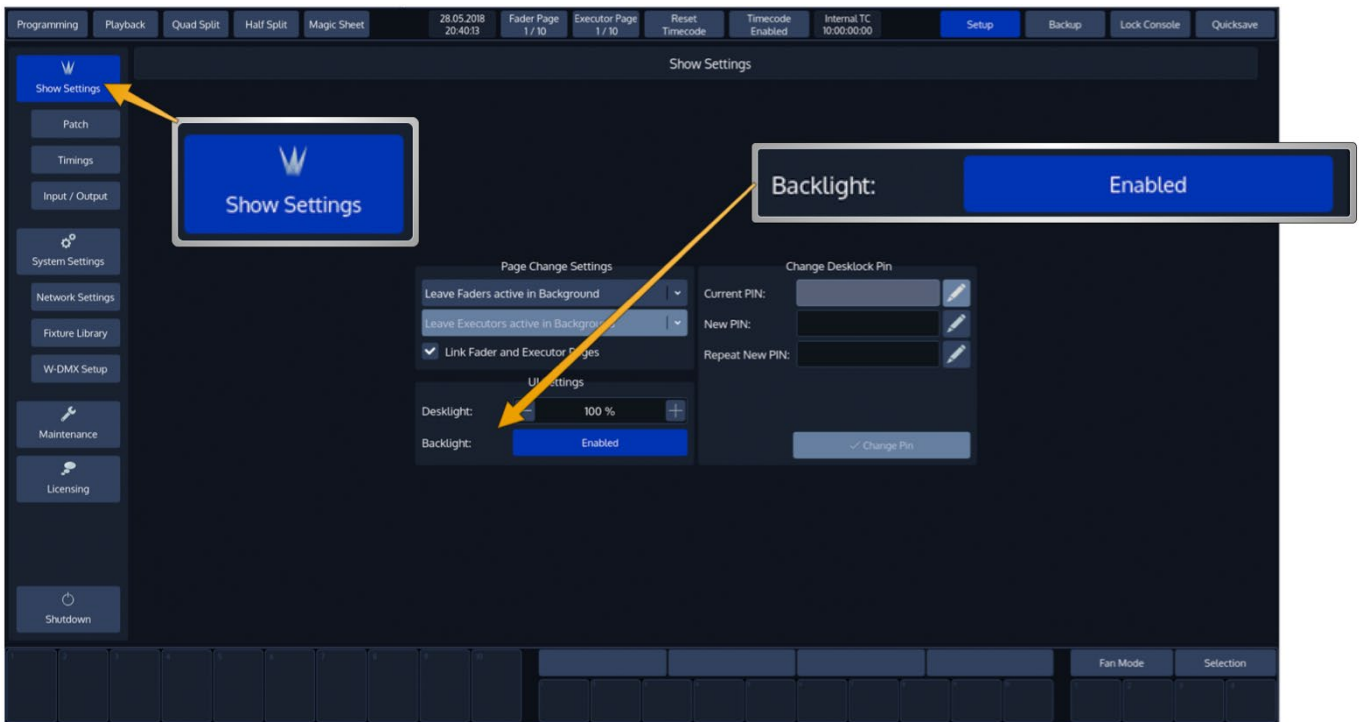 Programming Playback Quad Split Half Split Magic Sheet 28.05.2018 Fader Page Executor Page Reset Timecode Internal TC Setup Backup Lock Console Quicksave
20:40:13 1 / 10 1 / 10 Timecode Enabled 10:00:00:00
Show Settings
Show Settings
Patch
Timings
Input / Output
System Settings
Network Settings
Fixture Library
W-DMX Setup
Maintenance
Licensing
Shutdown
Show Settings
Backlight: Enabled
Page Change Settings
Leave Faders active in Background
Leave Executors active in
Link Fader and Executor
UI
Desklight: 100 %
Backlight: Enabled
Change Desklock Pin
Current PIN:
New PIN:
Repeat New PIN:
Change Pin
Fan Mode Selection